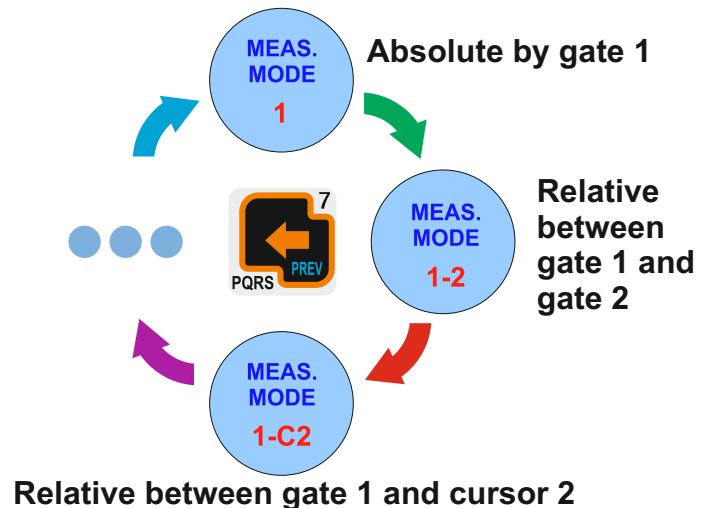 MEAS.
MODE
1
Absolute by gate 1
MEAS.
MODE
1-2
Relative
between
gate 1 and
gate 2
7
PREV
PQRS
MEAS.
MODE
1-C2
Relative between gate 1 and cursor 2